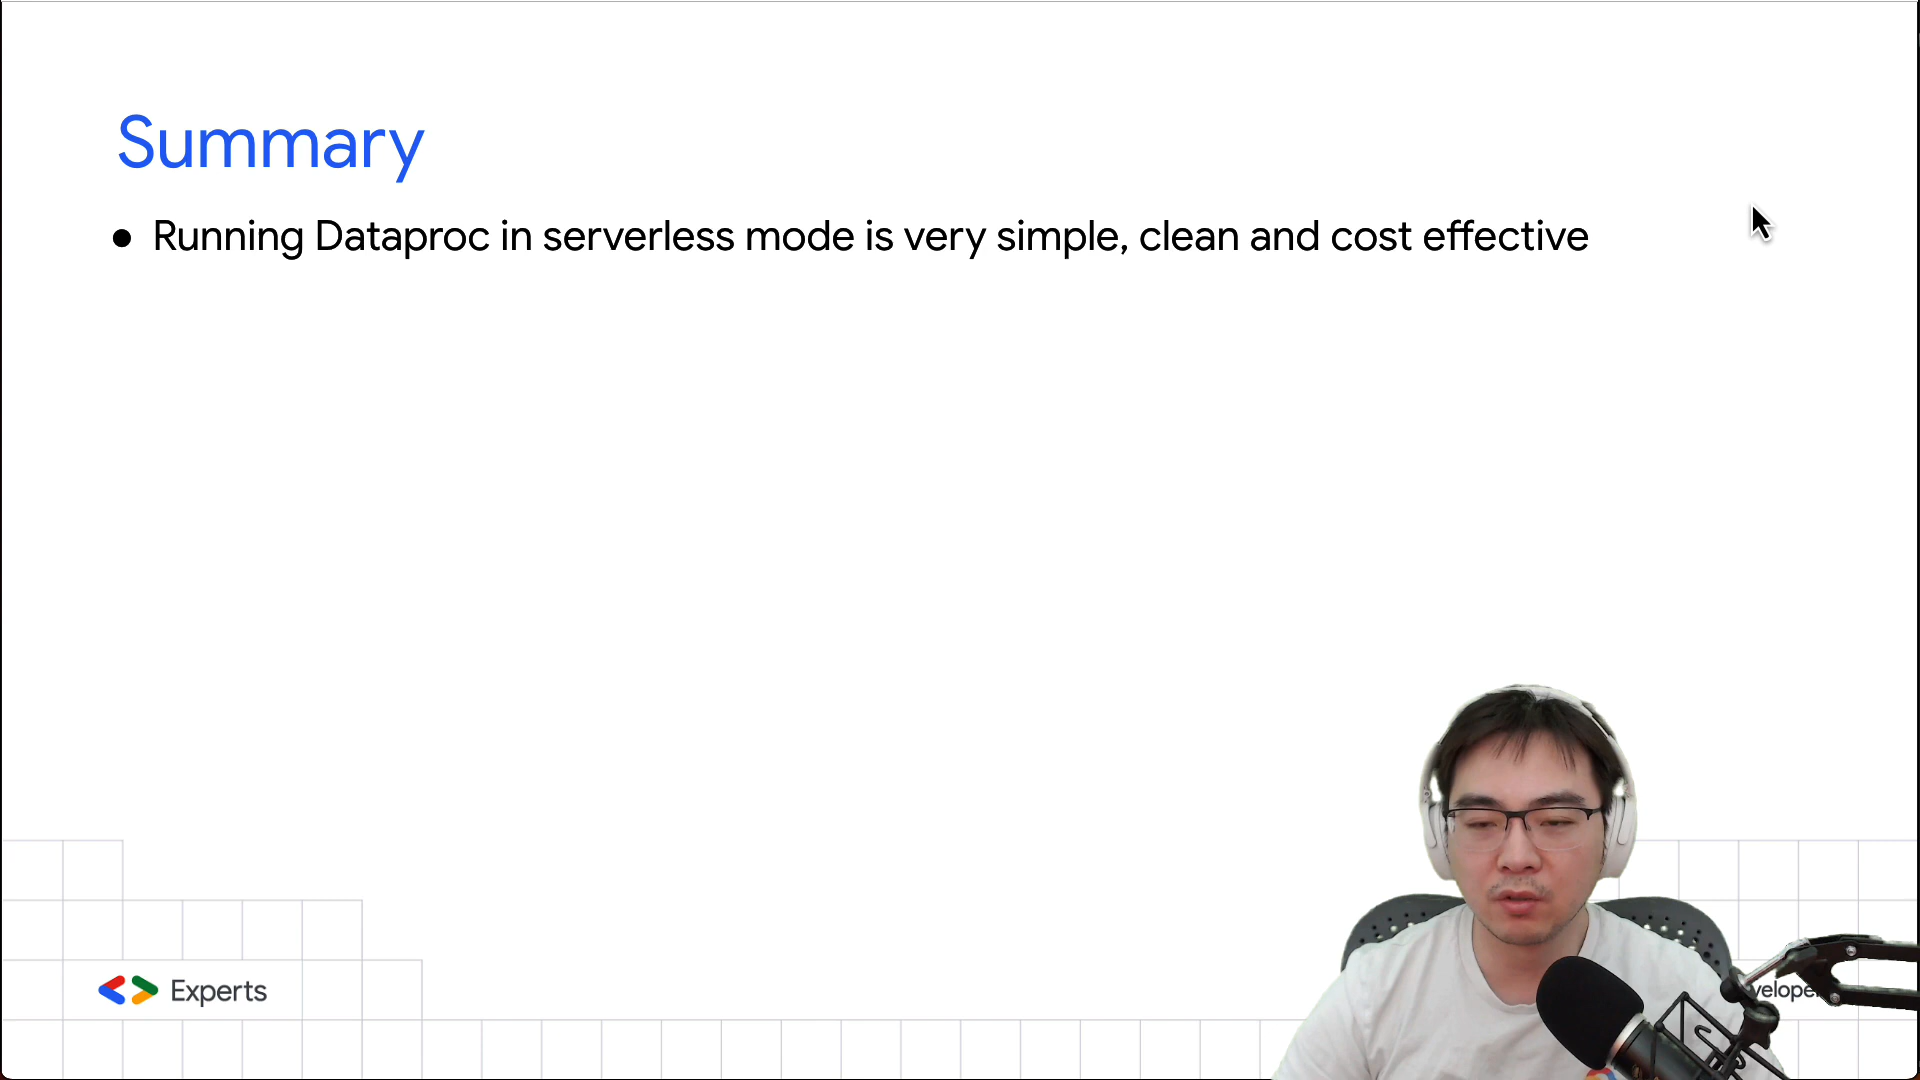 Summary
● Running Dataproc in serverless mode is very simple, clean and cost effective
Experts